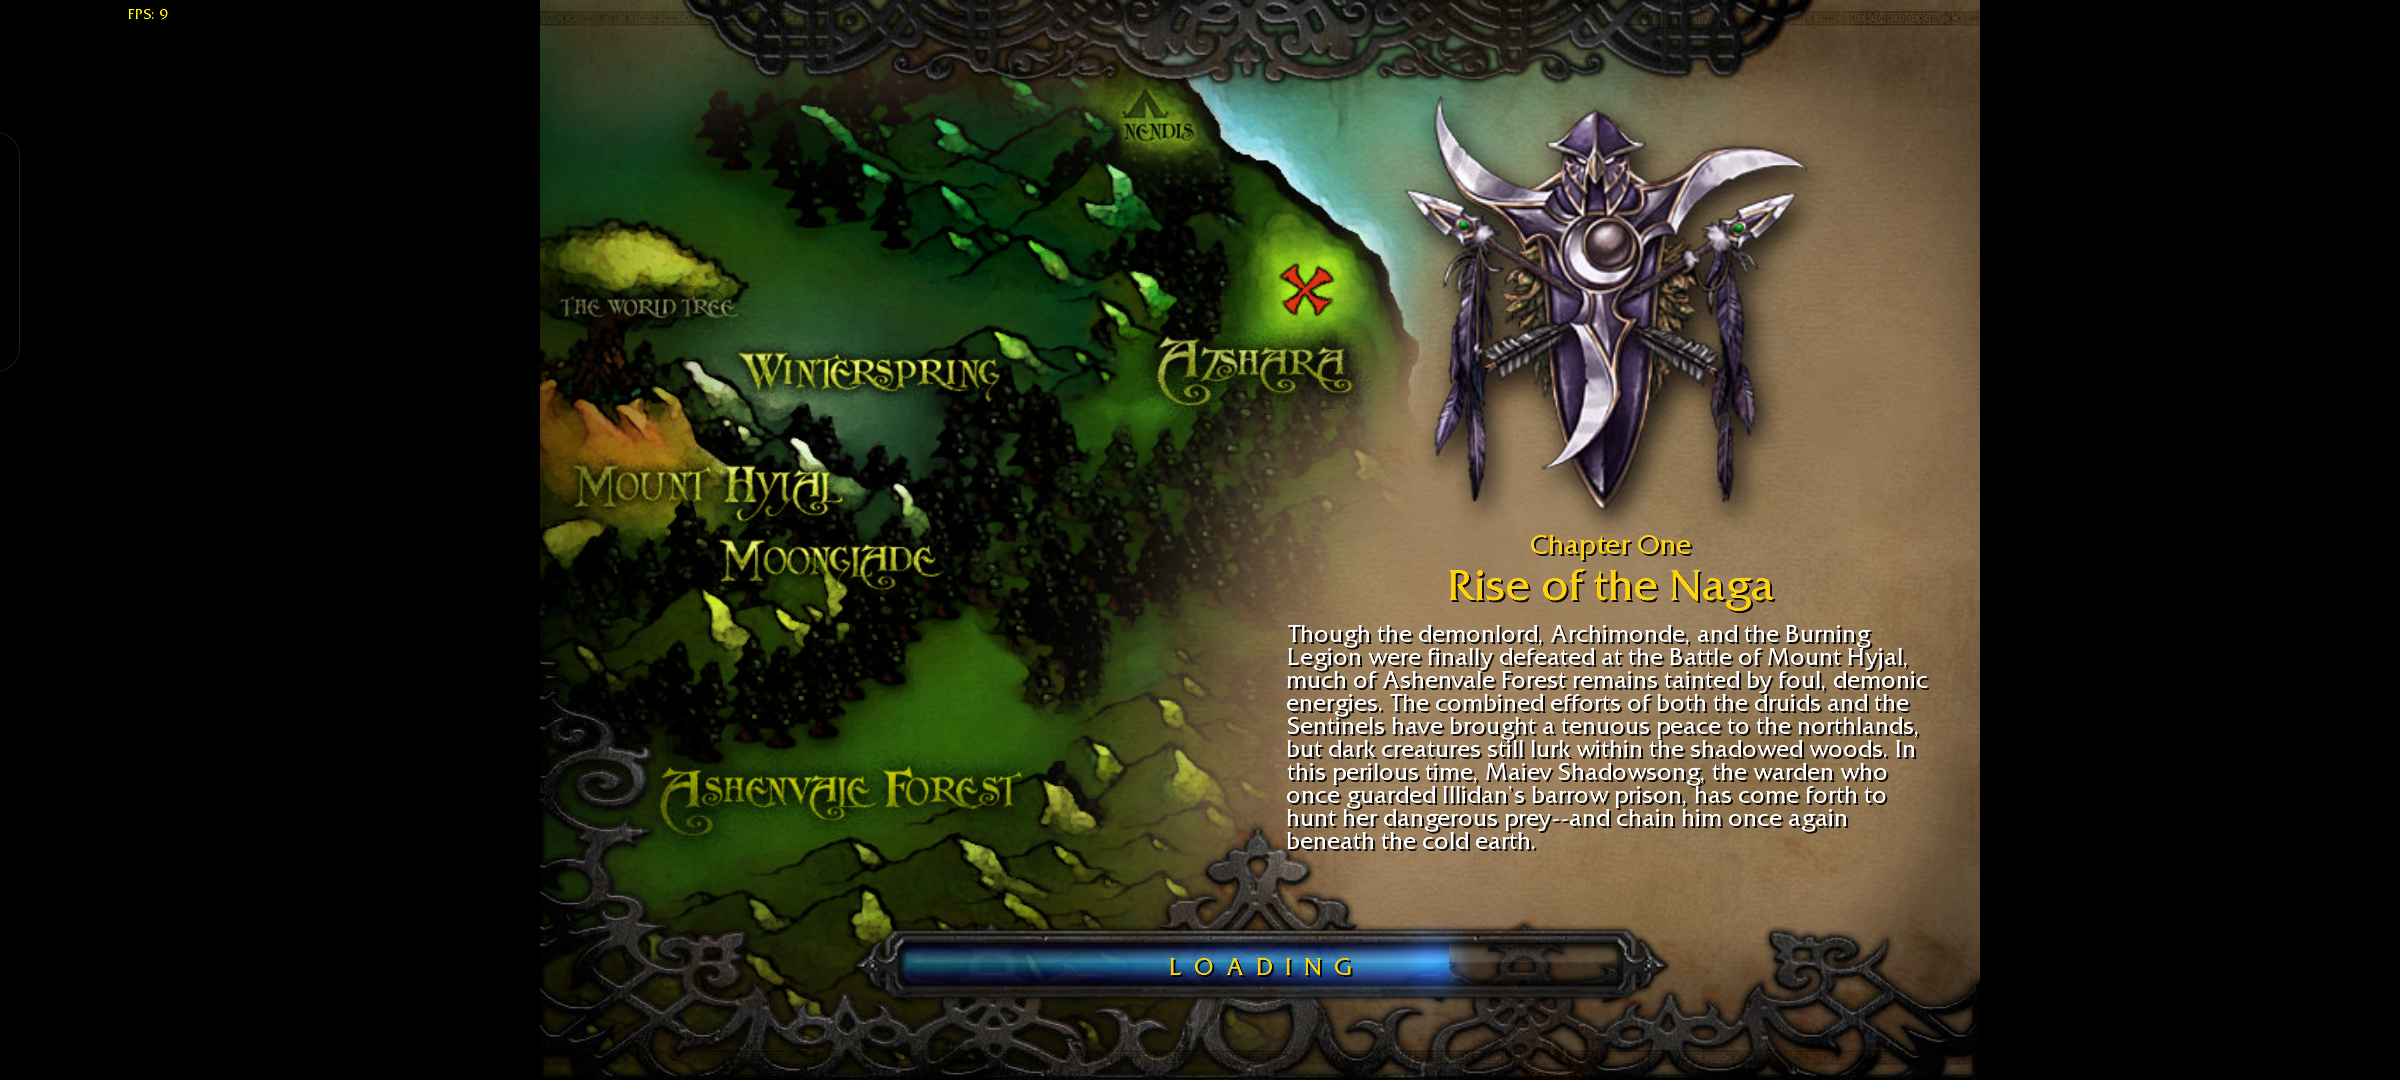 FPS: 9
NENDIS
THE WORLD TREE
WINTERSPRING
AZSHARA
MOUNT HYJAL
MOONGLADE
ASHENVALE FOREST
Chapter One
Rise of the Naga
Though the demonlord, Archimonde, and the Burning
Legion were finally defeated at the Battle of Mount Hyjal,
much of Ashenvale Forest remains tainted by foul, demonic
energies. The combined efforts of both the druids and the
Sentinels have brought a tenuous peace to the northlands,
but dark creatures still lurk within the shadowed woods. In
this perilous time, Maiev Shadowsong, the warden who
once guarded Illidan's barrow prison, has come forth to
hunt her dangerous prey--and chain him once again
beneath the cold earth.
LOADING